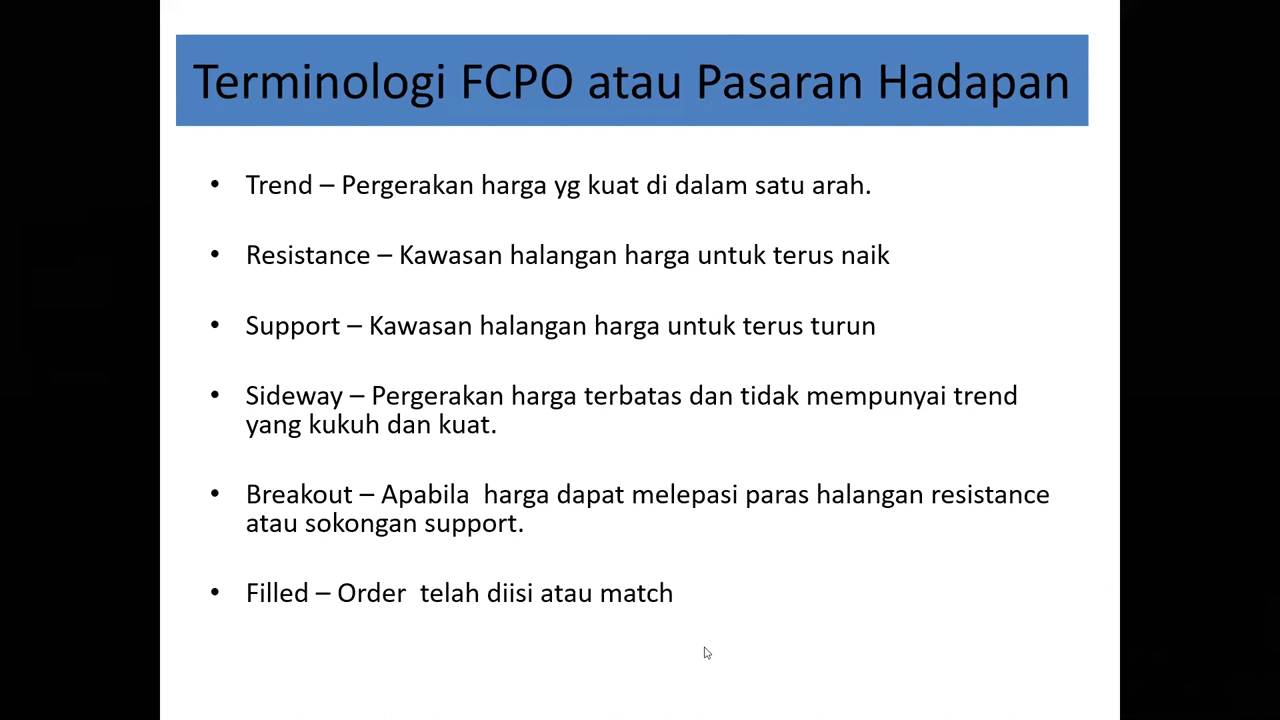 Terminologi FCPO atau Pasaran Hadapan
• Trend – Pergerakan harga yg kuat di dalam satu arah.
• Resistance – Kawasan halangan harga untuk terus naik
• Support – Kawasan halangan harga untuk terus turun
• Sideway – Pergerakan harga terbatas dan tidak mempunyai trend
yang kukuh dan kuat.
• Breakout – Apabila  harga dapat melepasi paras halangan resistance
atau sokongan support.
• Filled – Order  telah diisi atau match